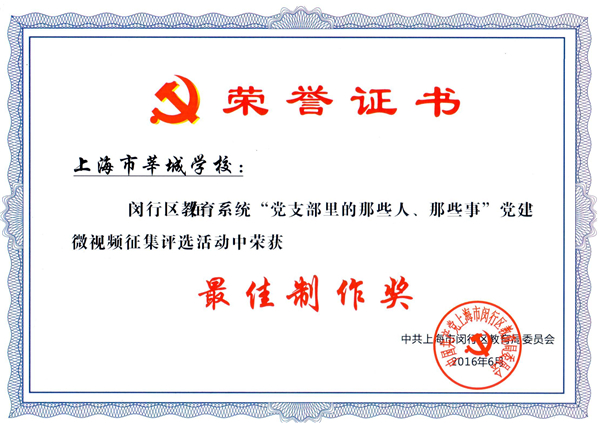 荣誉证书
上海市莘城学校：
闵行区教育系统“党支部里的那些人、那些事”党建
微视频征集评选活动中荣获
最佳制作奖
中共上海市闵行区教育局委员会
2016年6月
中国共产党上海市闵行区教育局委员会